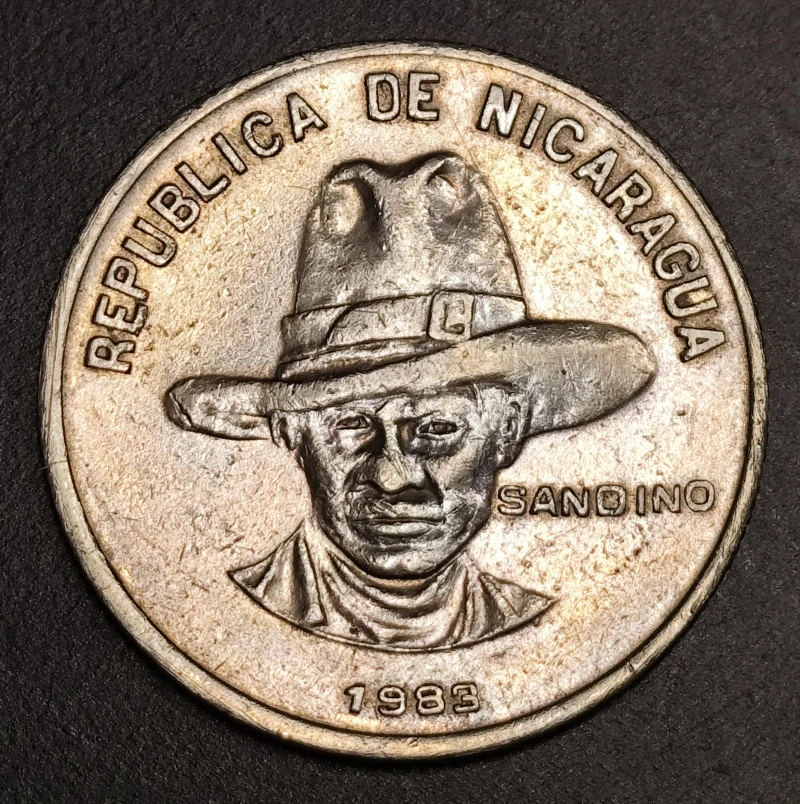 REPUBLICA DE NICARAGUA
SANDINO
1983